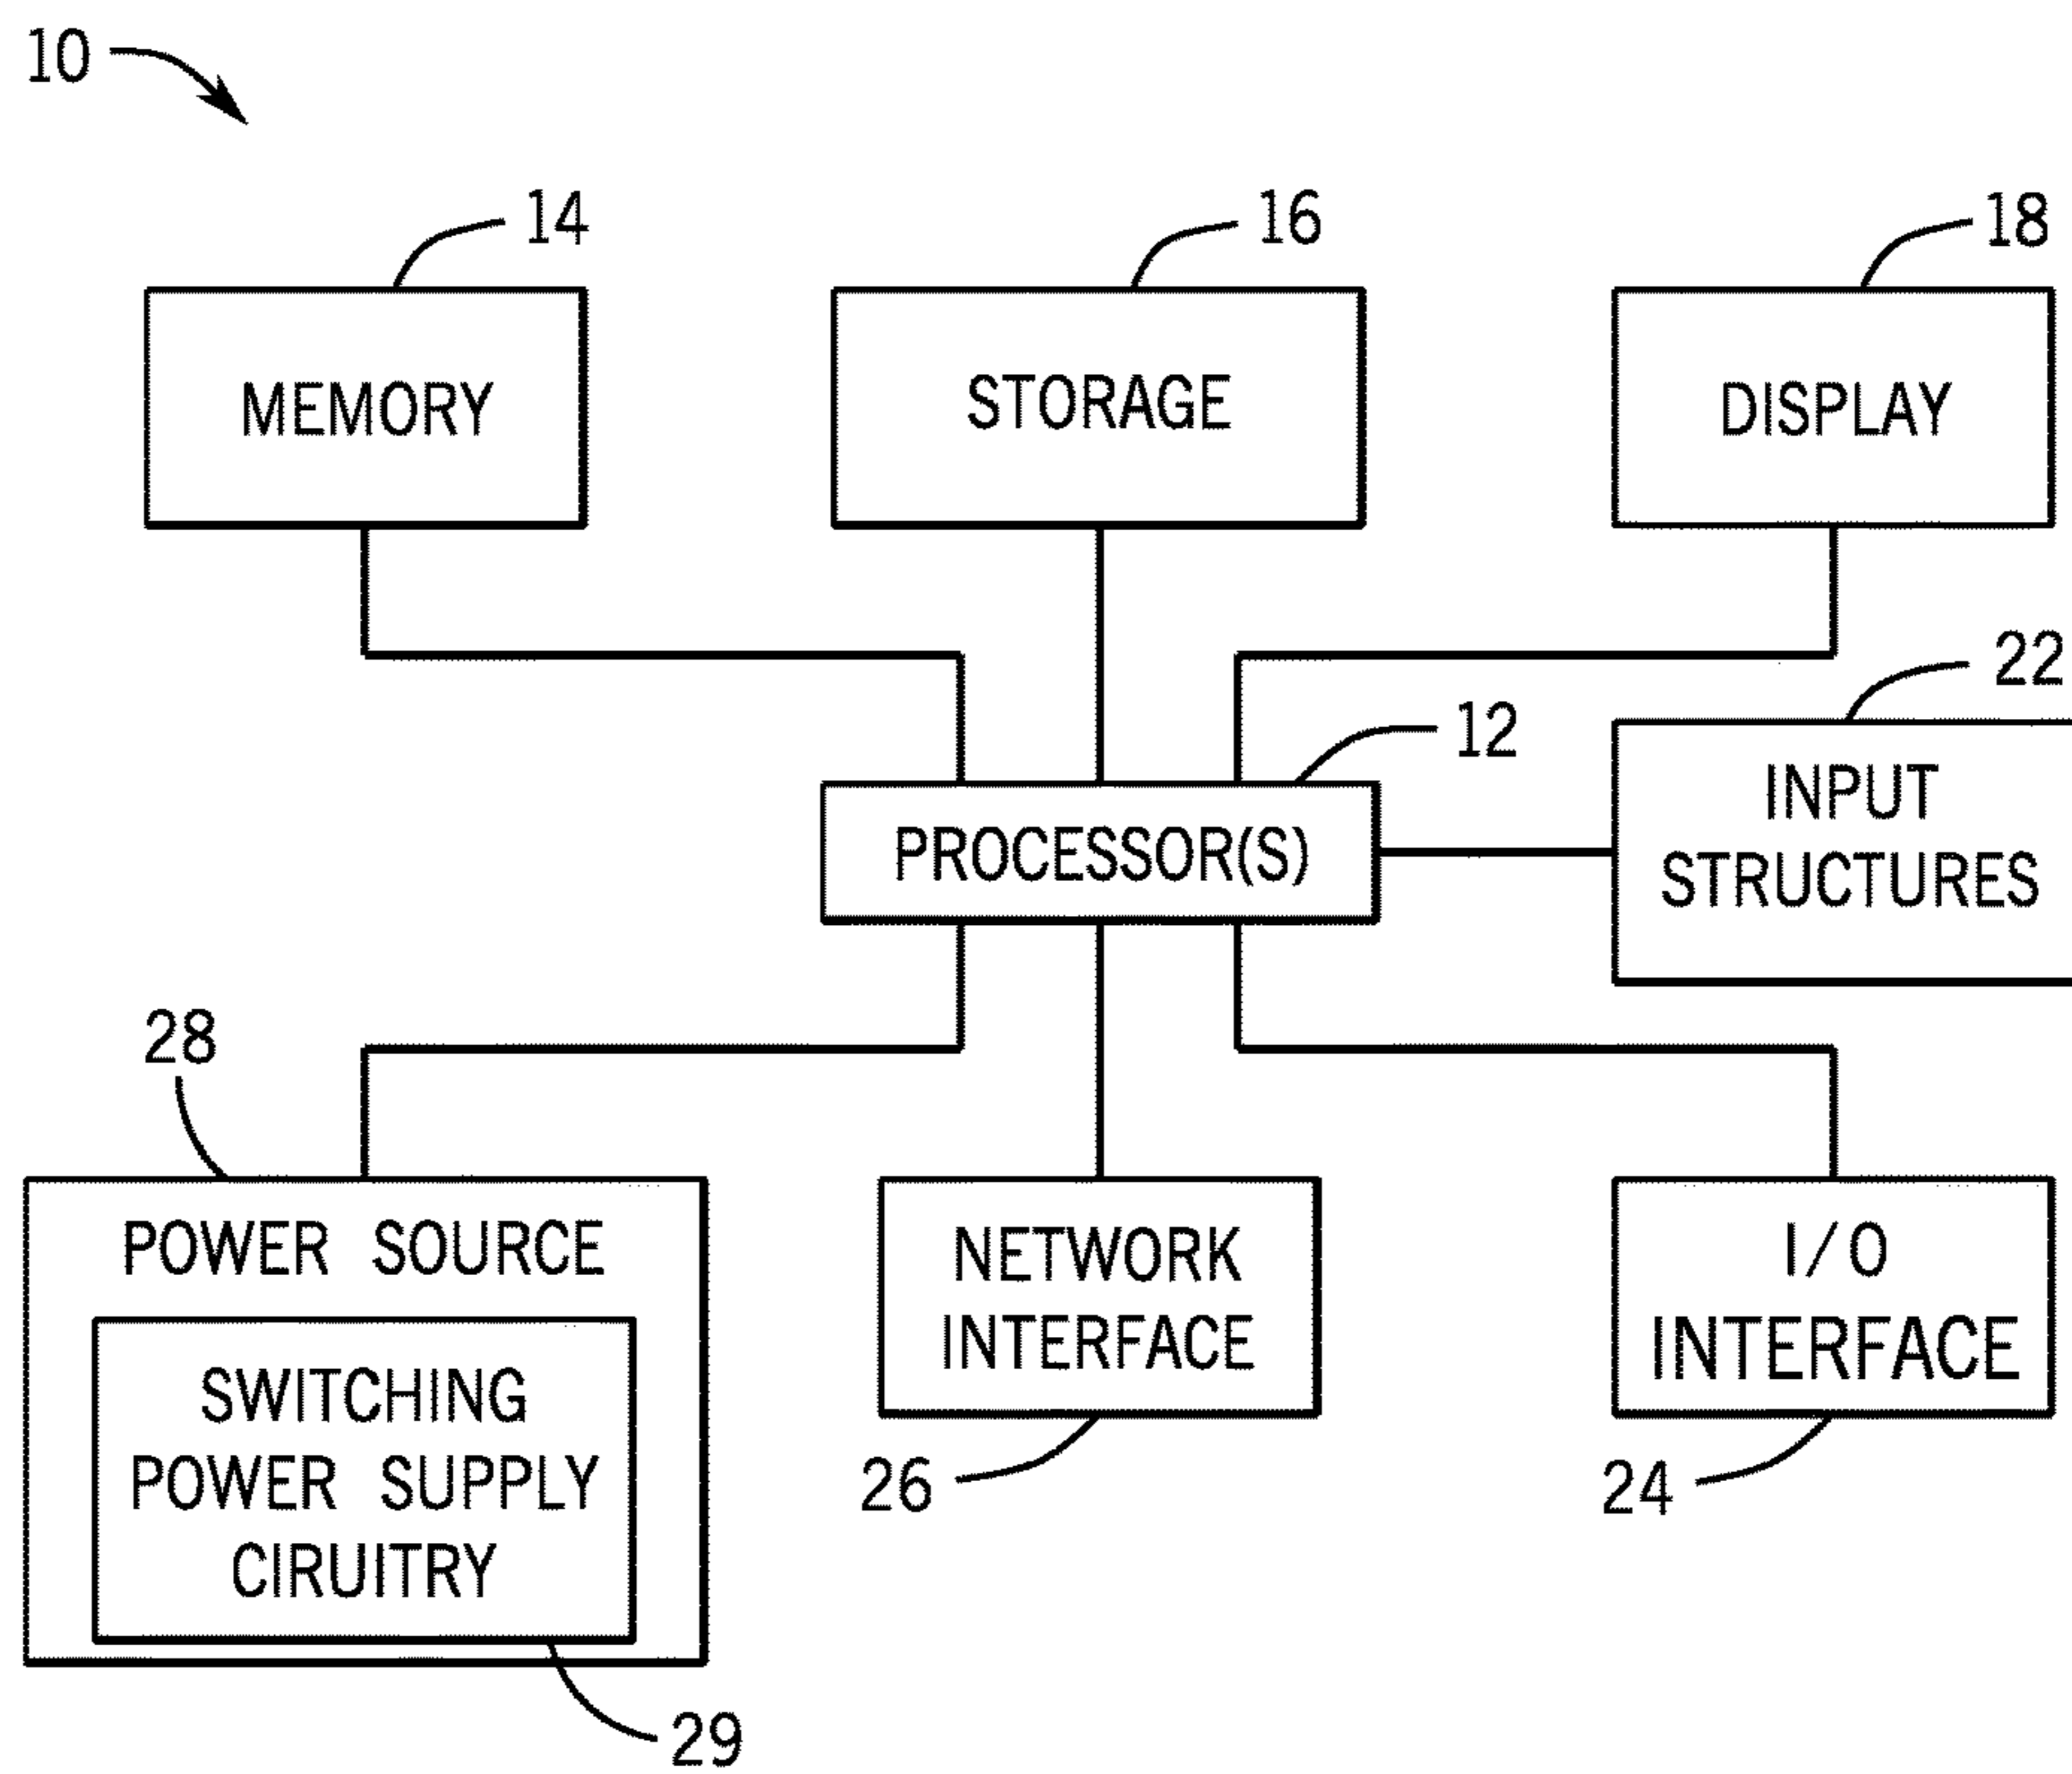 10
14
16
18
MEMORY
STORAGE
DISPLAY
22
12
INPUT
STRUCTURES
PROCESSOR(S)
28
POWER SOURCE
SWITCHING
POWER SUPPLY
CIRUITRY
NETWORK
INTERFACE
I/O
INTERFACE
26
24
29